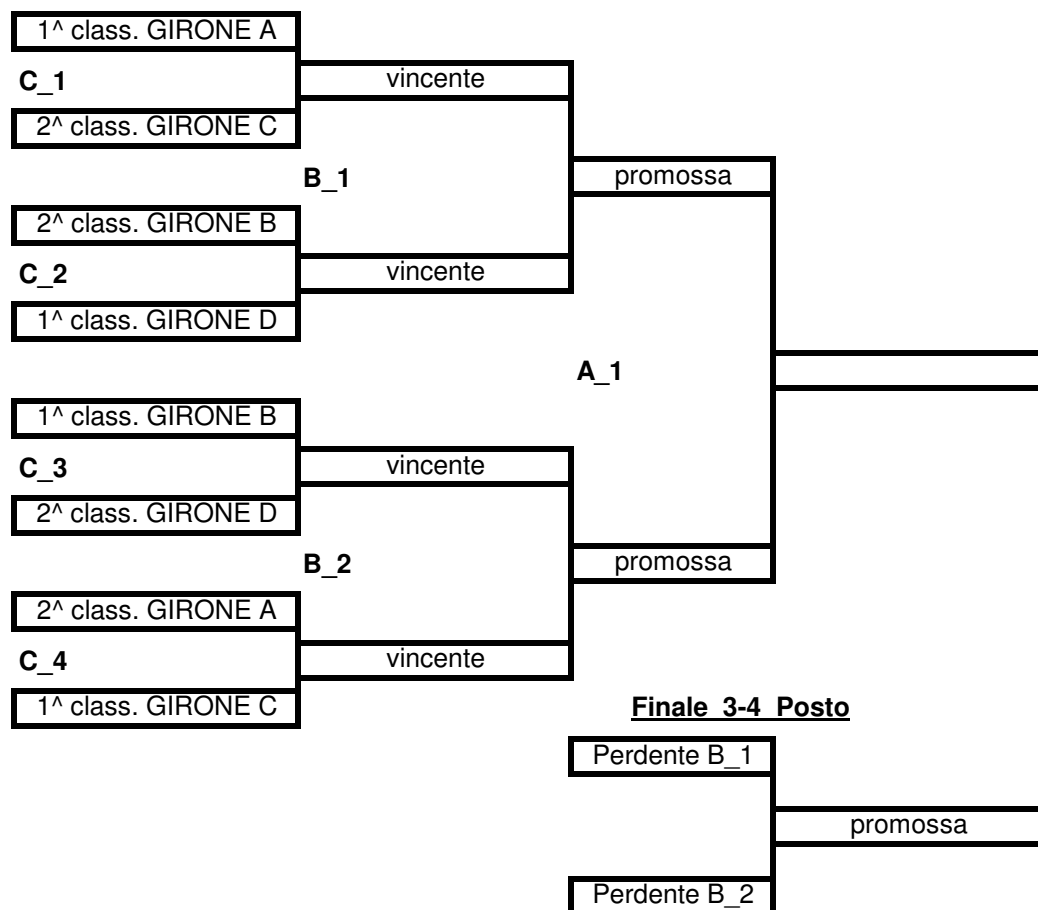 1^ class. GIRONE A
C_1
vincente
2^ class. GIRONE C
B_1
promossa
2^ class. GIRONE B
C_2
vincente
1^ class. GIRONE D
A_1
1^ class. GIRONE B
C_3
vincente
2^ class. GIRONE D
B_2
promossa
2^ class. GIRONE A
C_4
vincente
1^ class. GIRONE C
Finale 3-4 Posto
Perdente B_1
promossa
Perdente B_2